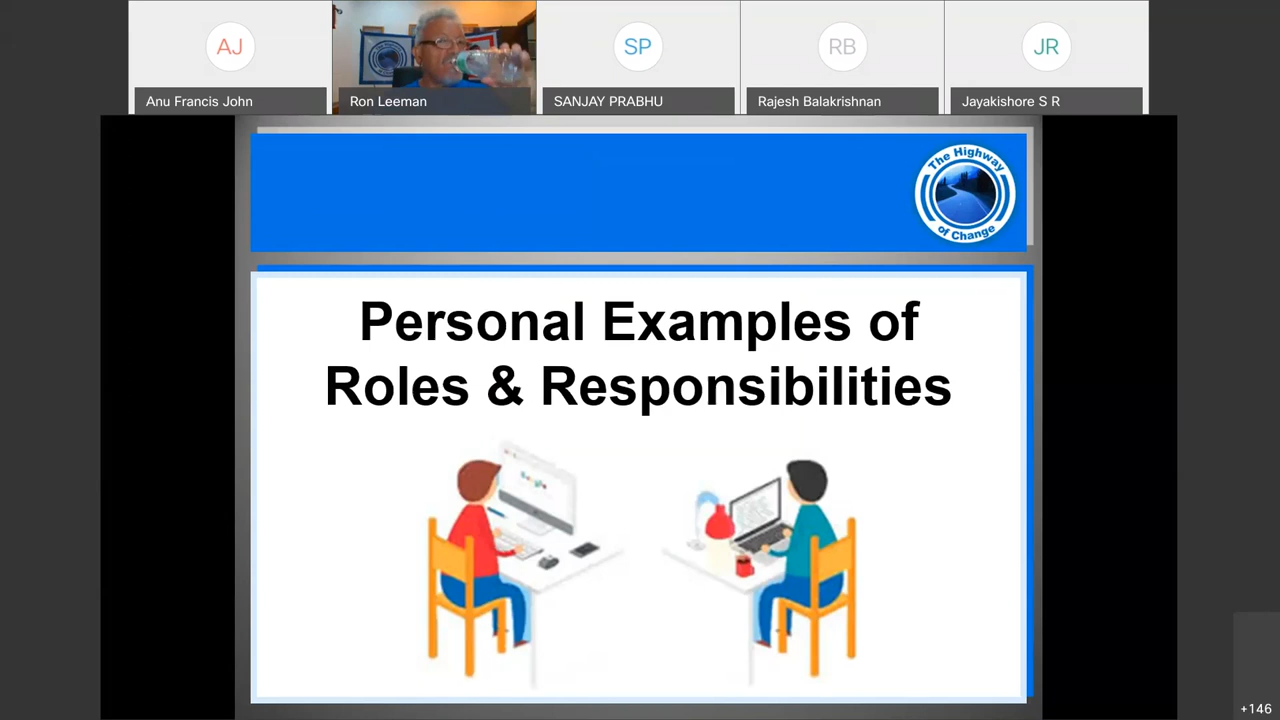 AJ
SP
RB
JR
Anu Francis John
Ron Leeman
SANJAY PRABHU
Rajesh Balakrishnan
Jayakishore S R
The Highway
of Change
Personal Examples of
Roles & Responsibilities
Google
+146